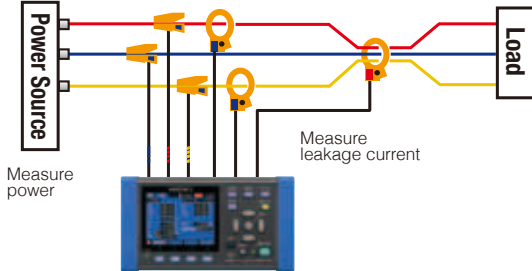 Power Source
Load
Measure
power
Measure
leakage current